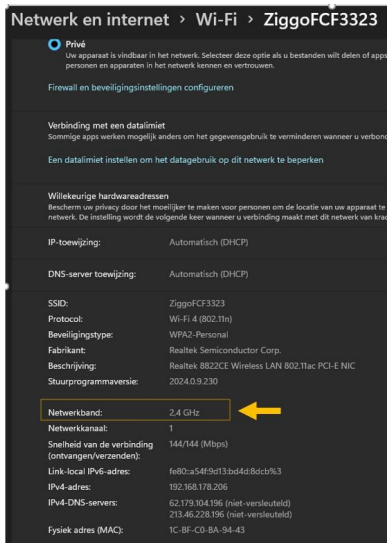 Netwerk en internet › Wi-Fi › ZiggoFCF3323
Privé
Uw apparaat is vindbaar in het netwerk. Selecteer deze optie als u bestanden wilt delen of apps
personen en apparaten in het netwerk kennen en vertrouwen.
Firewall en beveiligingsinstellingen configureren
Verbinding met een datalimiet
Sommige apps werken mogelijk anders om het gegevensgebruik te verminderen wanneer u verbond
Een datalimiet instellen om het datagebruik op dit netwerk te beperken
Willekeurige hardwareadressen
Bescherm uw privacy door het moeilijker te maken voor personen om de locatie van uw apparaat te
netwerk. De instelling wordt de volgende keer wanneer u verbinding maakt met dit netwerk van krac
IP-toewijzing: Automatisch (DHCP)
DNS-server toewijzing: Automatisch (DHCP)
SSID: ZiggoFCF3323
Protocol: Wi-Fi 4 (802.11n)
Beveiligingstype: WPA2-Personal
Fabrikant: Realtek Semiconductor Corp.
Beschrijving: Realtek 8822CE Wireless LAN 802.11ac PCI-E NIC
Stuurprogrammaversie: 2024.0.9.230
Netwerkband: 2,4 GHz
Netwerkkanaal: 1
Snelheid van de verbinding 144/144 (Mbps)
(ontvangen/verzenden):
Link-local IPv6-adres: fe80::a54f:9d13:bd4d:8dcb%3
IPv4-adres: 192.168.178.206
IPv4-DNS-servers: 62.179.104.196 (niet-versleuteld)
213.46.228.196 (niet-versleuteld)
Fysiek adres (MAC): 1C-BF-C0-BA-94-43